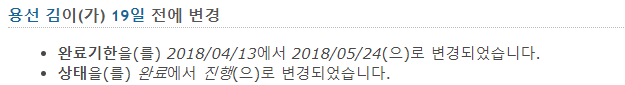 용선 김이(가) 19일 전에 변경
완료기한을(를) 2018/04/13에서 2018/05/24(으)로 변경되었습니다.
상태을(를) 완료에서 진행(으)로 변경되었습니다.